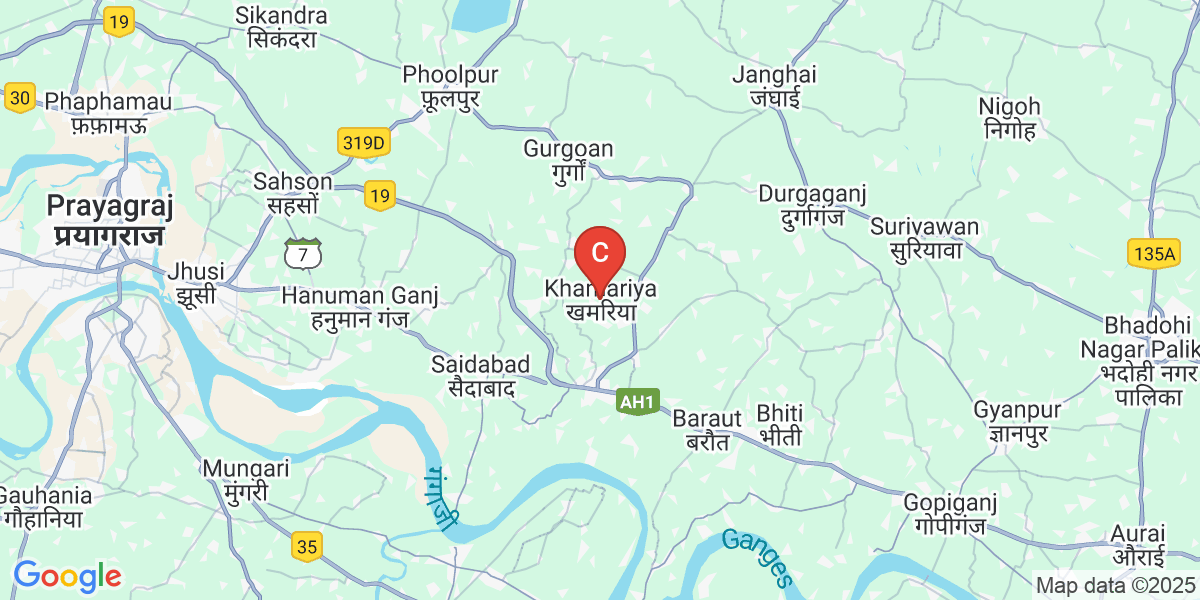 Sikandra
सिकंदरा
19
Phoolpur
फूलपुर
Janghai
जंघाई
30
Phaphamau
फाफामऊ
Nigoh
निगोह
319D
Gurgoan
गुर्गों
Sahson
सहसों
19
Durgaganj
दुर्गागंज
Prayagraj
प्रयागराज
Surivawan
सुरियावा
7
C
135A
Jhusi
झूसी
Hanuman Ganj
हनुमान गंज
Khamariya
खमरिया
Bhadohi
Nagar Palik
भदोही नगर
पालिका
Saidabad
सैदाबाद
AH1
Baraut
बरौत
Bhiti
भीती
Gyanpur
ज्ञानपुर
Mungari
मुंगरी
गंगा जी
Gauhania
गौहानिया
Gopiganj
गोपीगंज
35
Ganges
Aurai
औराई
Google
Map data ©2025